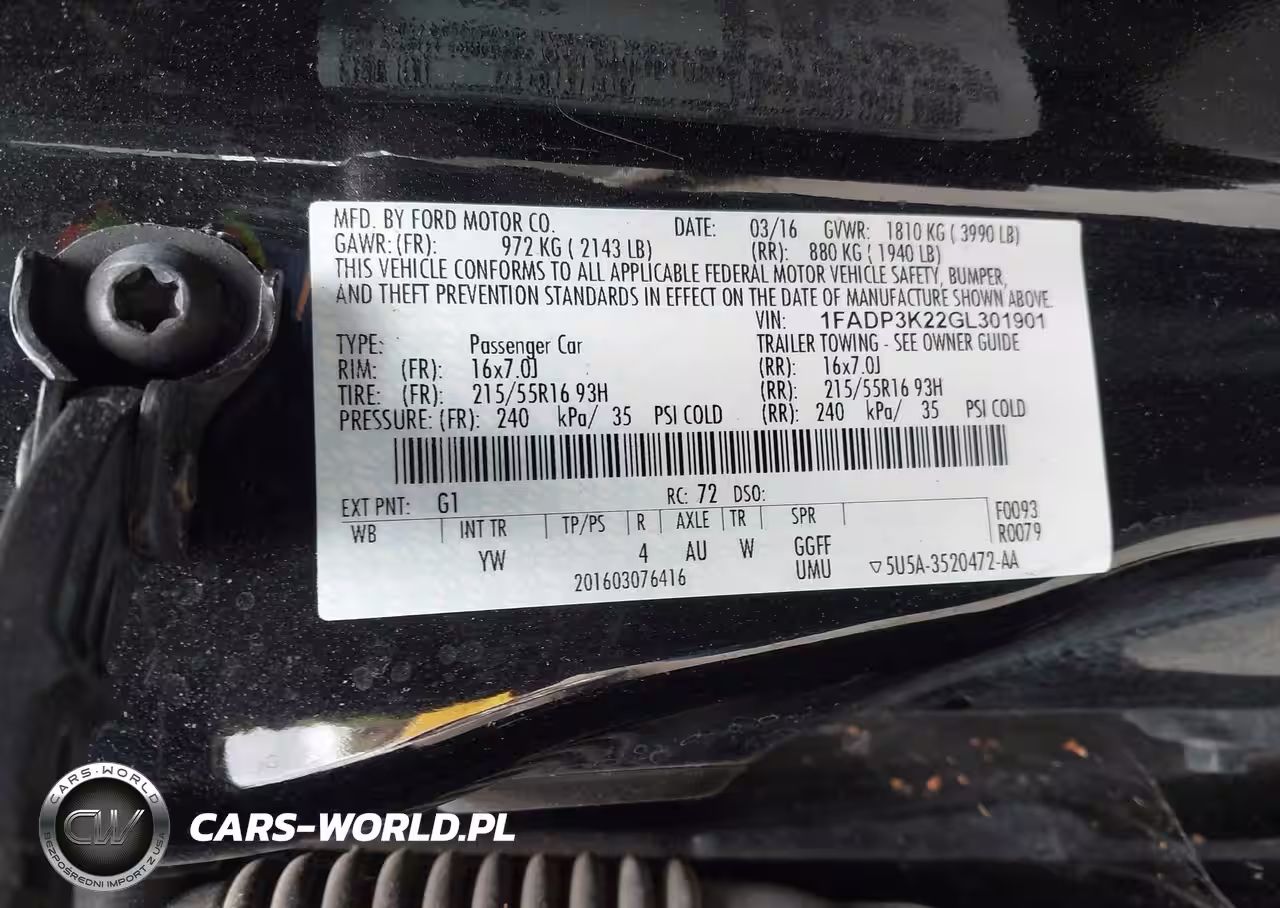 MFD. BY FORD MOTOR CO. DATE: 03/16 GVWR: 1810 KG ( 3990 LB)
GAWR: (FR): 972 KG ( 2143 LB) (RR): 880 KG ( 1940 LB)
THIS VEHICLE CONFORMS TO ALL APPLICABLE FEDERAL MOTOR VEHICLE SAFETY, BUMPER,
AND THEFT PREVENTION STANDARDS IN EFFECT ON THE DATE OF MANUFACTURE SHOWN ABOVE.
VIN: 1FADP3K22GL301901
TYPE: Passenger Car TRAILER TOWING - SEE OWNER GUIDE
RIM: (FR): 16x7.0J (RR): 16x7.0J
TIRE: (FR): 215/55R16 93H (RR): 215/55R16 93H
PRESSURE: (FR): 240 kPa/ 35 PSI COLD (RR): 240 kPa/ 35 PSI COLD
EXT PNT: G1 RC: 72 DSO:
WB INT TR TP/PS R AXLE TR SPR F0093
R0079
YW 4 AU W GGFF
UMU
201603076416 ▽5U5A-3520472-AA
CARS-WORLD
CW
BEZPOŚREDNI IMPORT Z USA
CARS-WORLD.PL